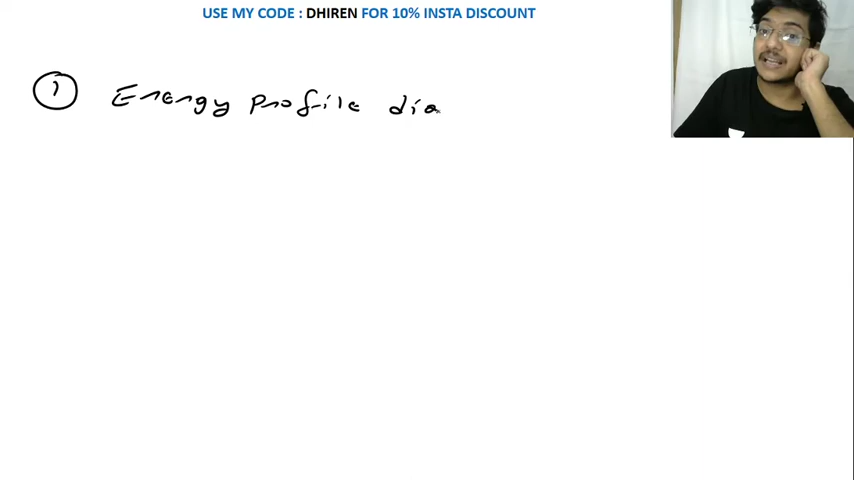 USE MY CODE : DHIREN FOR 10% INSTA DISCOUNT
① Energy profile dia